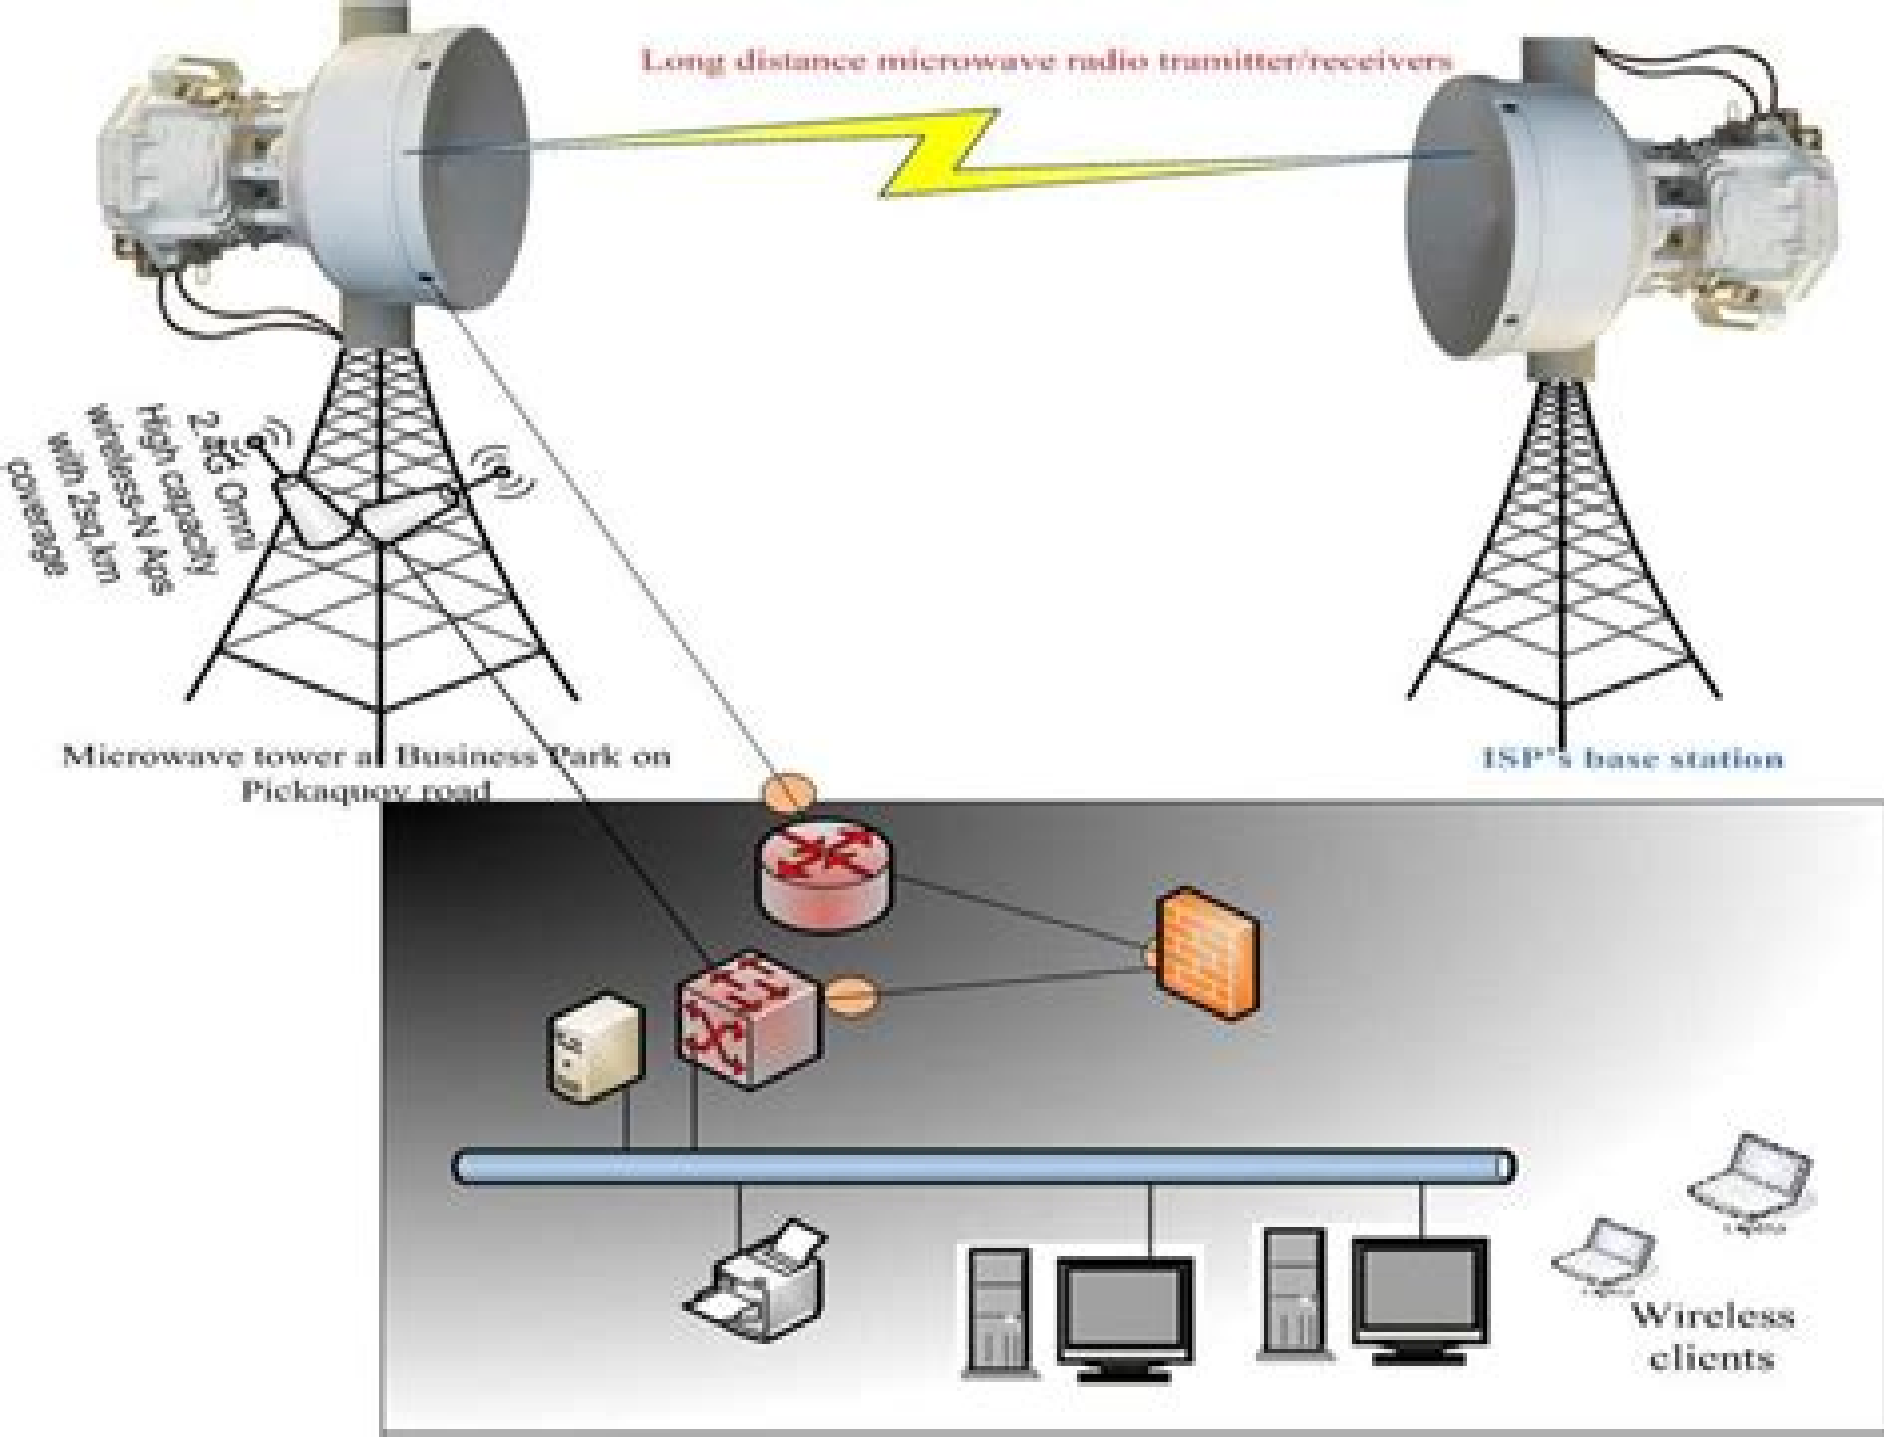 Long distance microwave radio tramitter/receivers
2.4G Omni
High capacity
wireless-N Aps
with 2sq.km
coverage
Microwave tower at Business Park on
Pickaquoy road
ISP's base station
Wireless
clients